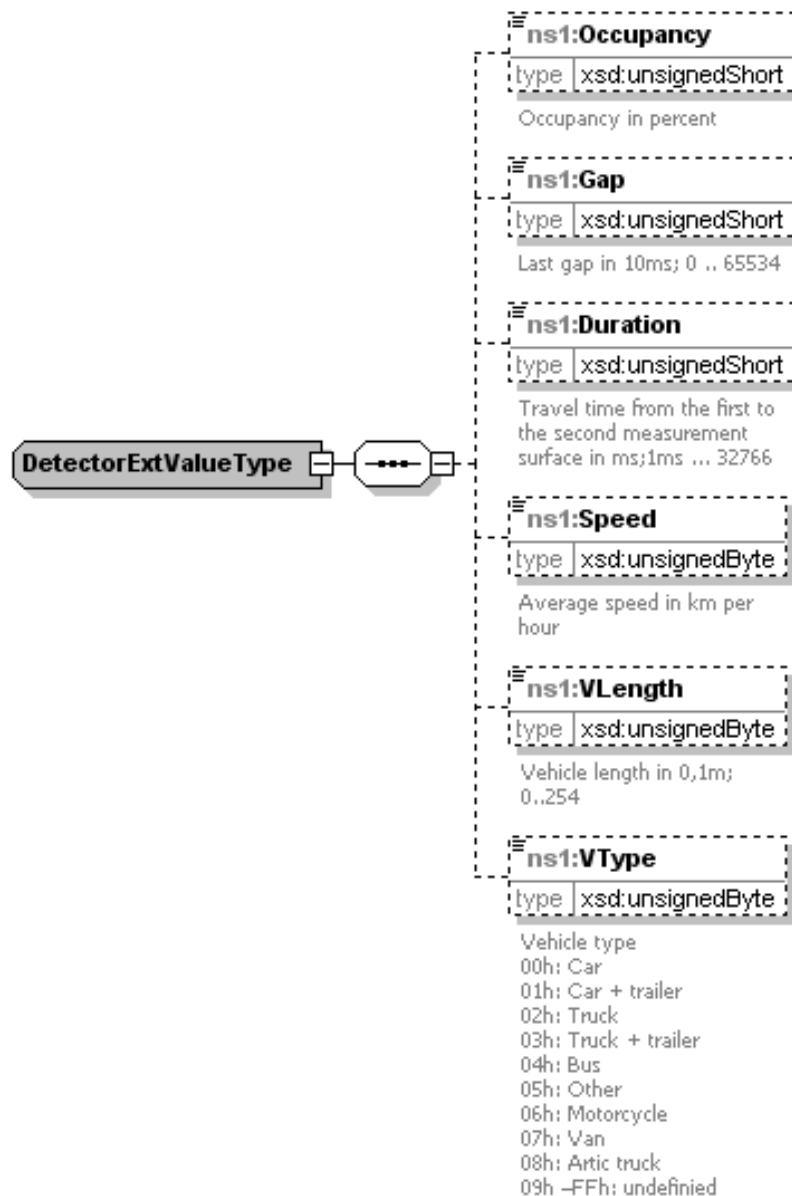 ns1:Occupancy
type xsd:unsignedShort
Occupancy in percent
ns1:Gap
type xsd:unsignedShort
Last gap in 10ms; 0 .. 65534
ns1:Duration
type xsd:unsignedShort
Travel time from the first to
the second measurement
surface in ms;1ms ... 32766
DetectorExtValueType
ns1:Speed
type xsd:unsignedByte
Average speed in km per
hour
ns1:VLength
type xsd:unsignedByte
Vehicle length in 0,1m;
0..254
ns1:VType
type xsd:unsignedByte
Vehicle type
00h: Car
01h: Car + trailer
02h: Truck
03h: Truck + trailer
04h: Bus
05h: Other
06h: Motorcycle
07h: Van
08h: Artic truck
09h –FFh: undefinied